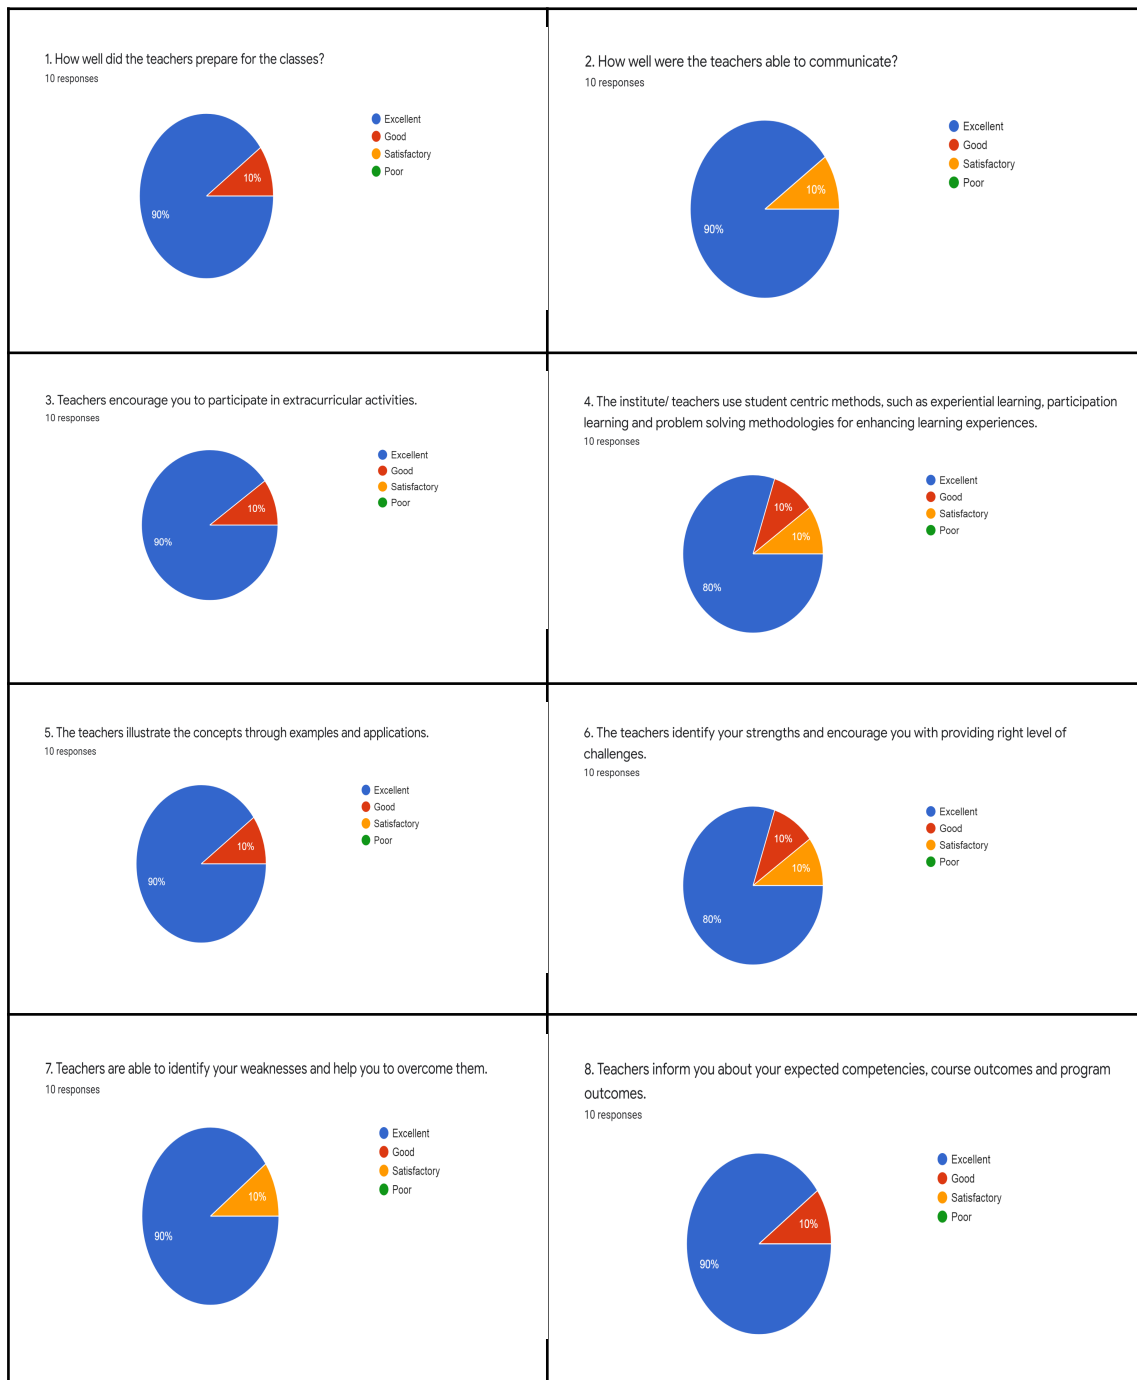 1. How well did the teachers prepare for the classes?
10 responses
Excellent
Good
Satisfactory
Poor
10%
90%
2. How well were the teachers able to communicate?
10 responses
Excellent
Good
Satisfactory
Poor
10%
90%
3. Teachers encourage you to participate in extracurricular activities.
10 responses
Excellent
Good
Satisfactory
Poor
10%
90%
4. The institute/ teachers use student centric methods, such as experiential learning, participation
learning and problem solving methodologies for enhancing learning experiences.
10 responses
Excellent
Good
Satisfactory
Poor
10%
10%
80%
5. The teachers illustrate the concepts through examples and applications.
10 responses
Excellent
Good
Satisfactory
Poor
10%
90%
6. The teachers identify your strengths and encourage you with providing right level of
challenges.
10 responses
Excellent
Good
Satisfactory
Poor
10%
10%
80%
7. Teachers are able to identify your weaknesses and help you to overcome them.
10 responses
Excellent
Good
Satisfactory
Poor
10%
90%
8. Teachers inform you about your expected competencies, course outcomes and program
outcomes.
10 responses
Excellent
Good
Satisfactory
Poor
10%
90%